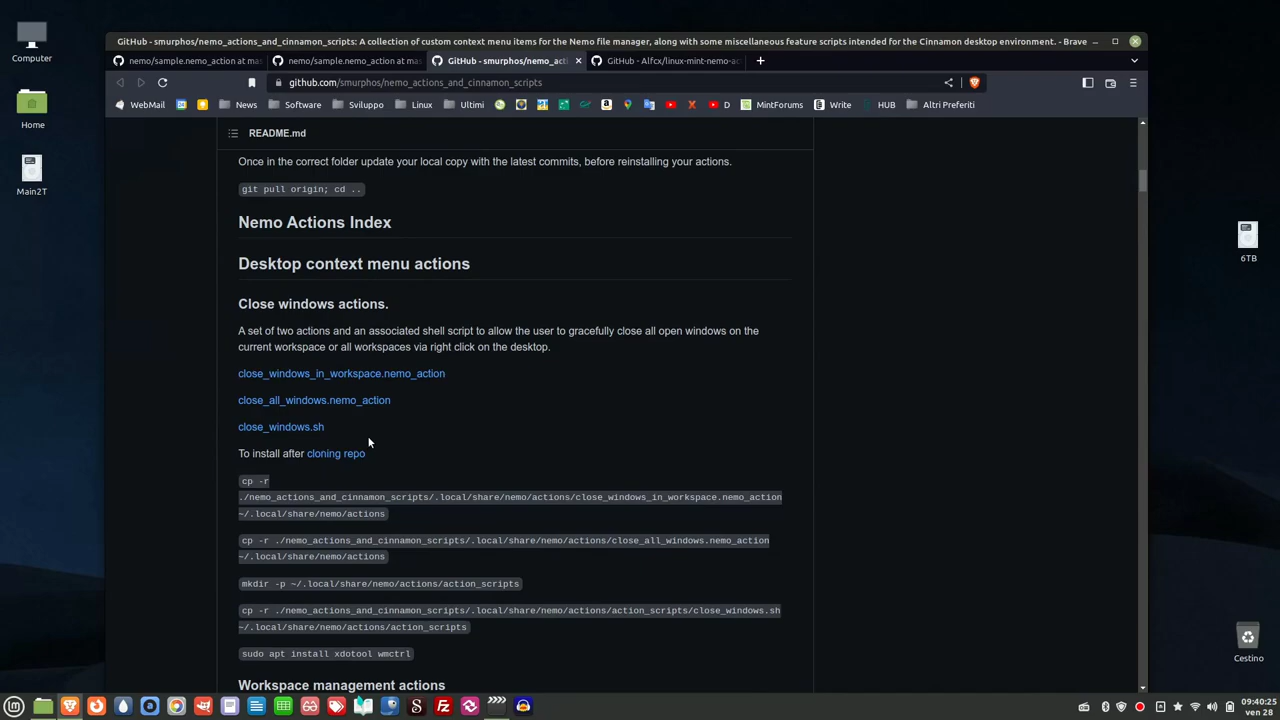 Computer
Home
Main2T
GitHub - smurphos/nemo_actions_and_cinnamon_scripts: A collection of custom context menu items for the Nemo file manager, along with some miscellaneous feature scripts intended for the Cinnamon desktop environment. - Brave
nemo/sample.nemo_action at mas nemo/sample.nemo_action at mas GitHub - smurphos/nemo_acti GitHub - Alfcx/linux-mint-nemo-ac
github.com/smurphos/nemo_actions_and_cinnamon_scripts
WebMail News Software Sviluppo Linux Ultimi D MintForums Write HUB Altri Preferiti
README.md
Once in the correct folder update your local copy with the latest commits, before reinstalling your actions.
git pull origin; cd ..
Nemo Actions Index
Desktop context menu actions
Close windows actions.
A set of two actions and an associated shell script to allow the user to gracefully close all open windows on the
current workspace or all workspaces via right click on the desktop.
close_windows_in_workspace.nemo_action
close_all_windows.nemo_action
close_windows.sh
To install after cloning repo
cp -r
./nemo_actions_and_cinnamon_scripts/.local/share/nemo/actions/close_windows_in_workspace.nemo_action
~/.local/share/nemo/actions
cp -r ./nemo_actions_and_cinnamon_scripts/.local/share/nemo/actions/close_all_windows.nemo_action
~/.local/share/nemo/actions
mkdir -p ~/.local/share/nemo/actions/action_scripts
cp -r ./nemo_actions_and_cinnamon_scripts/.local/share/nemo/actions/action_scripts/close_windows.sh
~/.local/share/nemo/actions/action_scripts
sudo apt install xdotool wmctrl
Workspace management actions
6TB
Cestino
09:40:25
ven 28